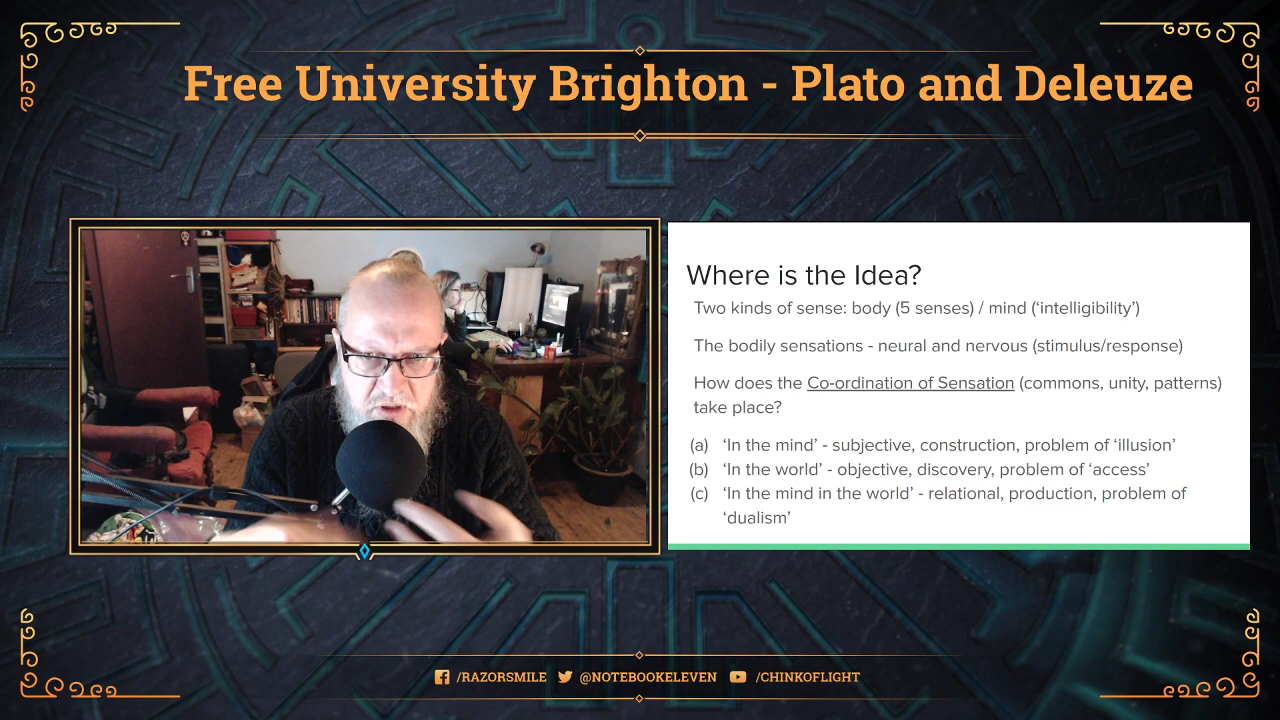 Free University Brighton - Plato and Deleuze
Where is the Idea?
Two kinds of sense: body (5 senses) / mind (‘intelligibility’)
The bodily sensations - neural and nervous (stimulus/response)
How does the Co-ordination of Sensation (commons, unity, patterns)
take place?
(a) ‘In the mind’ - subjective, construction, problem of ‘illusion’
(b) ‘In the world’ - objective, discovery, problem of ‘access’
(c) ‘In the mind in the world’ - relational, production, problem of
‘dualism’
/RAZORSMILE @NOTEBOOKELEVEN /CHINKOFLIGHT